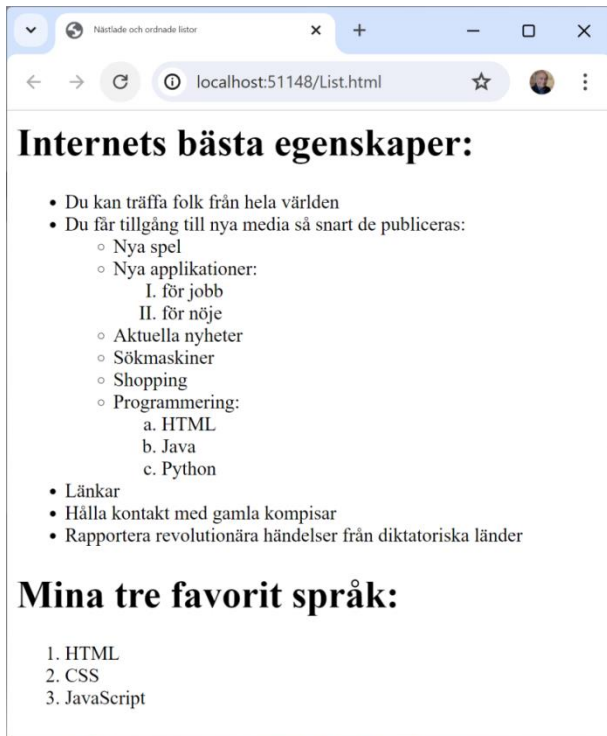 Nästlade och ordnade listor
localhost:51148/List.html
Internets bästa egenskaper:
• Du kan träffa folk från hela världen
• Du får tillgång till nya media så snart de publiceras:
◦ Nya spel
◦ Nya applikationer:
I. för jobb
II. för nöje
◦ Aktuella nyheter
◦ Sökmaskiner
◦ Shopping
◦ Programmering:
a. HTML
b. Java
c. Python
• Länkar
• Hålla kontakt med gamla kompisar
• Rapportera revolutionära händelser från diktatoriska länder
Mina tre favorit språk:
1. HTML
2. CSS
3. JavaScript